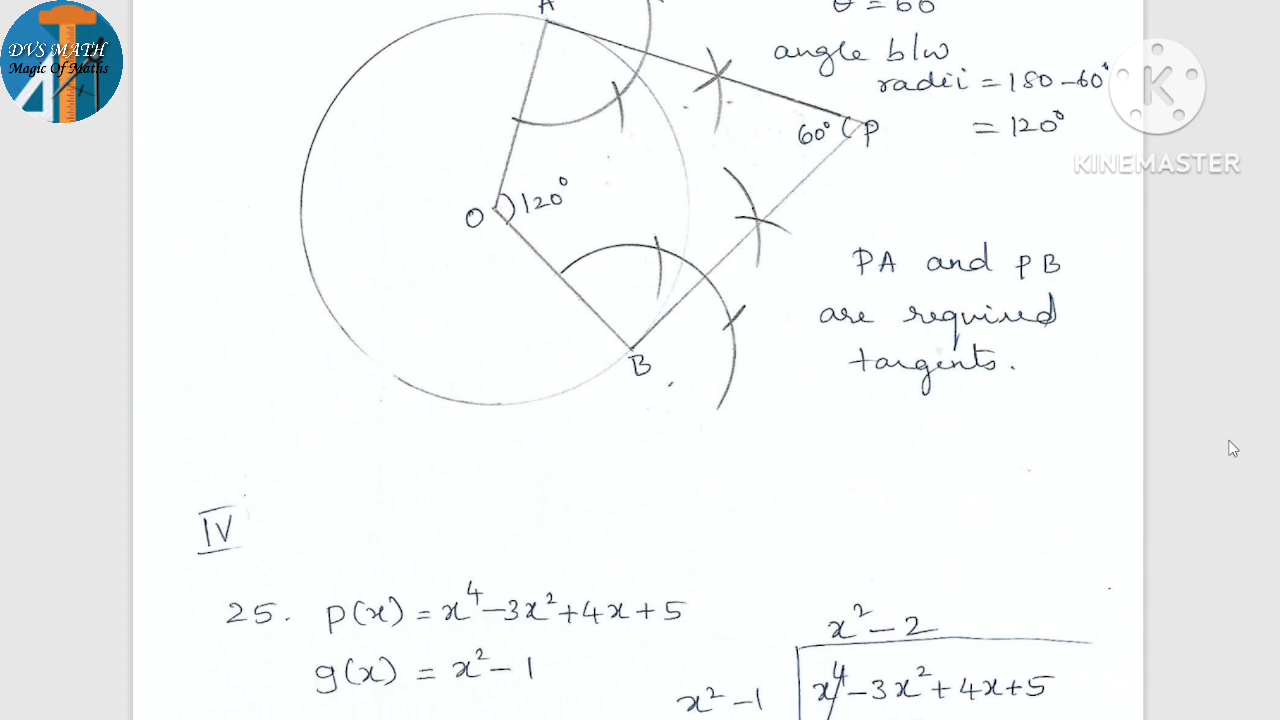 DVS MATH
Magic Of Maths
A
θ = 60
angle b/w
radii = 180 - 60°
= 120°
KINEMASTER
60°
P
O
120°
PA and PB
are required
tangents.
B
IV
25. p(x) = x⁴ - 3x² + 4x + 5
g(x) = x² - 1
x² - 2
x² - 1
x⁴ - 3x² + 4x + 5